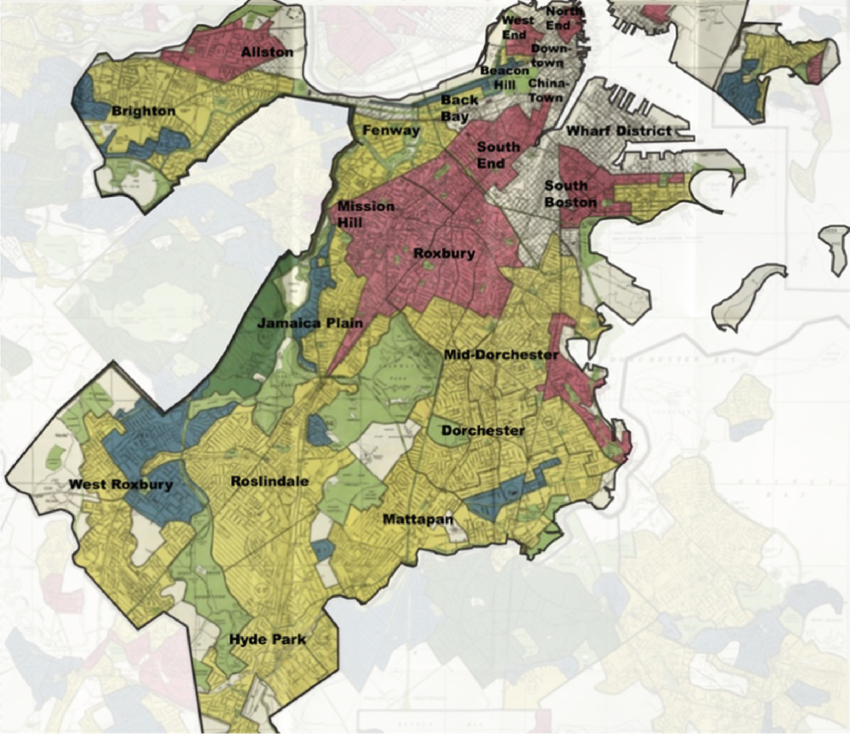 North
End
West
End
Allston
Down-
town
Beacon
Hill
China-
Town
Back
Bay
Brighton
Fenway
Wharf District
South
End
South
Boston
Mission
Hill
Roxbury
Jamaica Plain
Mid-Dorchester
Dorchester
West Roxbury
Roslindale
Mattapan
Hyde Park